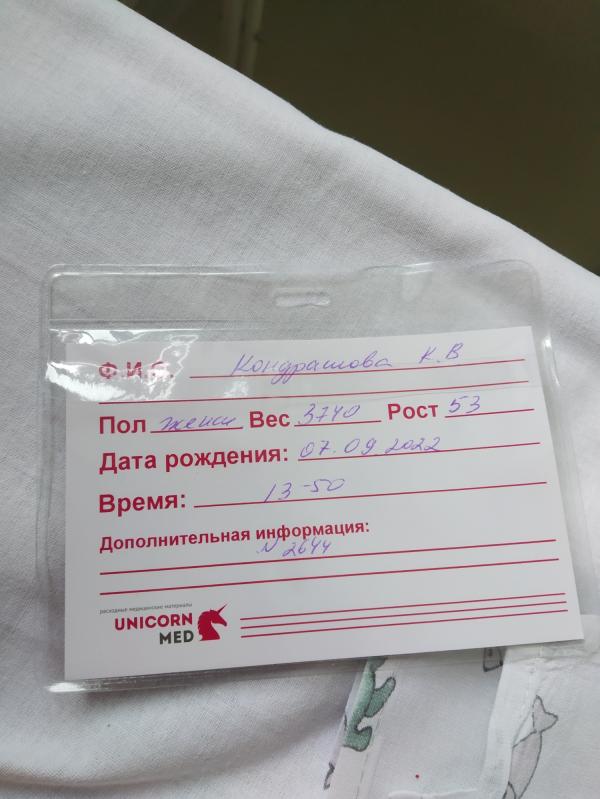 Ф.И.О. Кондрашова К.В
Пол женск Вес 3740 Рост 53
Дата рождения: 07.09.2022
Время: 13-50
Дополнительная информация:
N 2644
расходные медицинские материалы
UNICORN
MED